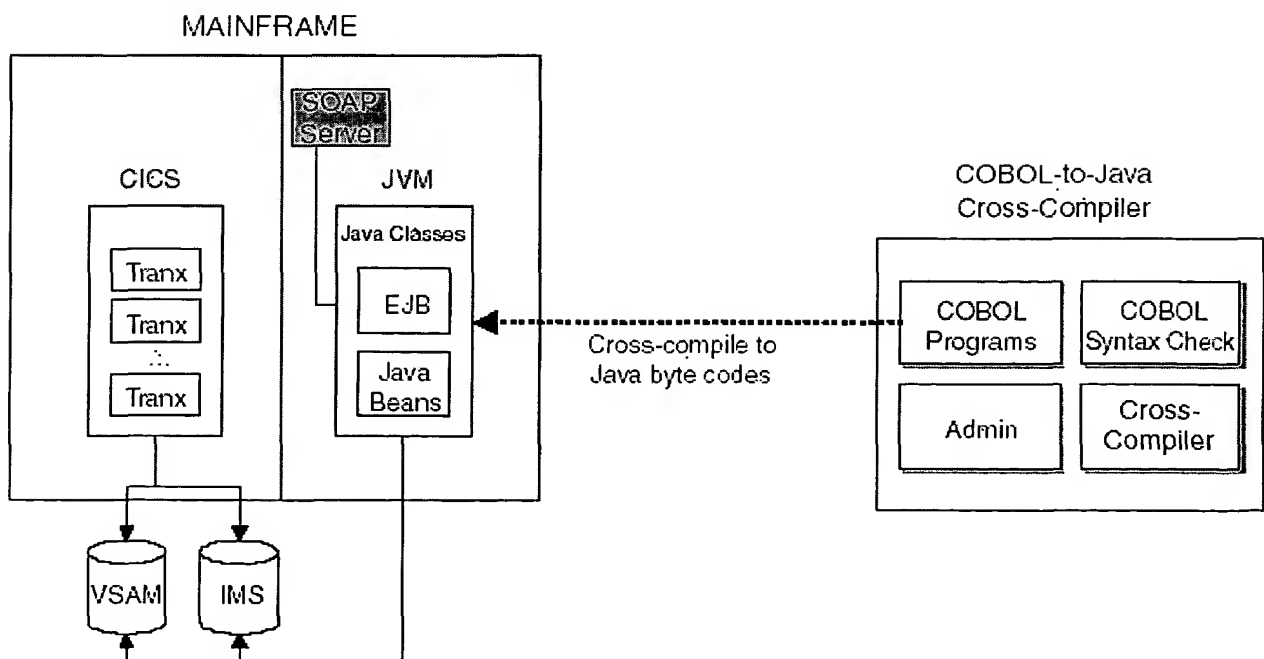 MAINFRAME
SOAP
Server
CICS
JVM
Java Classes
Tranx
Tranx
Tranx
EJB
Java
Beans
VSAM
IMS
Cross-compile to
Java byte codes
COBOL-to-Java
Cross-Compiler
COBOL
Programs
COBOL
Syntax Check
Admin
Cross-
Compiler